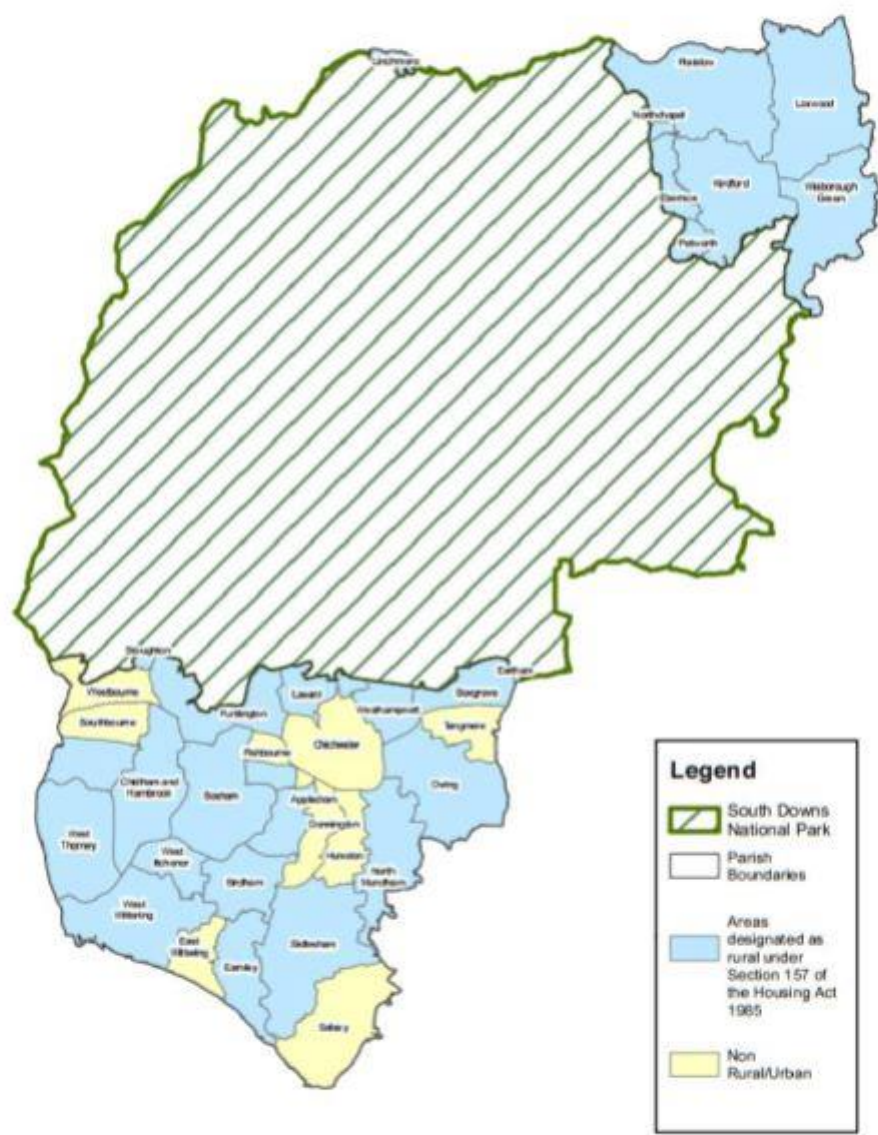 Linchmere
Plaistow
Loxwood
Northchapel
Kirdford
Wisborough
Green
Ebernoe
Petworth
Stoughton
Eartham
Westbourne
Lavant
Boxgrove
Funtington
Westhampnett
Southbourne
Tangmere
Fishbourne
Chichester
Chidham and
Hambrook
Bosham
Oving
Appledram
West
Thorney
Donnington
West
Itchenor
Hunston
Birdham
North
Mundham
West
Wittering
East
Wittering
Sidlesham
Earnley
Selsey
Legend
South Downs
National Park
Parish
Boundaries
Areas
designated as
rural under
Section 157 of
the Housing Act
1985
Non
Rural/Urban